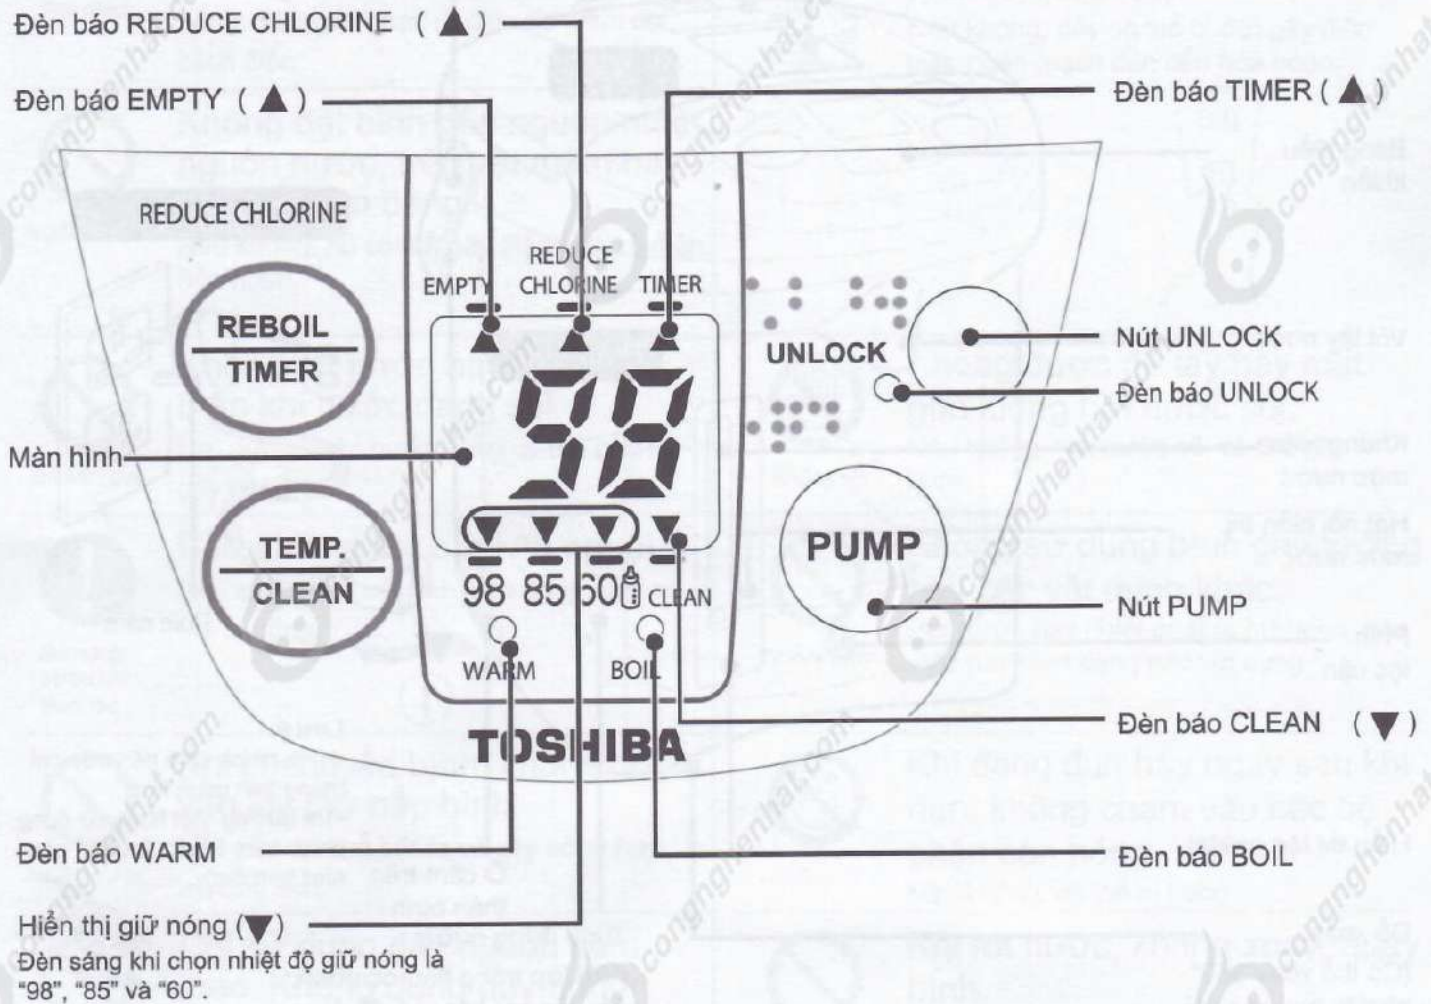 Đèn báo REDUCE CHLORINE ( ▲ )
Đèn báo EMPTY ( ▲ )
Đèn báo TIMER ( ▲ )
REDUCE CHLORINE
REBOIL
TIMER
TEMP.
CLEAN
EMPTY
REDUCE
CHLORINE
TIMER
98
98 85 60 CLEAN
WARM BOIL
TOSHIBA
UNLOCK
PUMP
Nút UNLOCK
Đèn báo UNLOCK
Màn hình
Nút PUMP
Đèn báo CLEAN ( ▼ )
Đèn báo WARM
Đèn báo BOIL
Hiển thị giữ nóng (▼)
Đèn sáng khi chọn nhiệt độ giữ nóng là
“98”, “85” và “60”.
congnghenhat.com